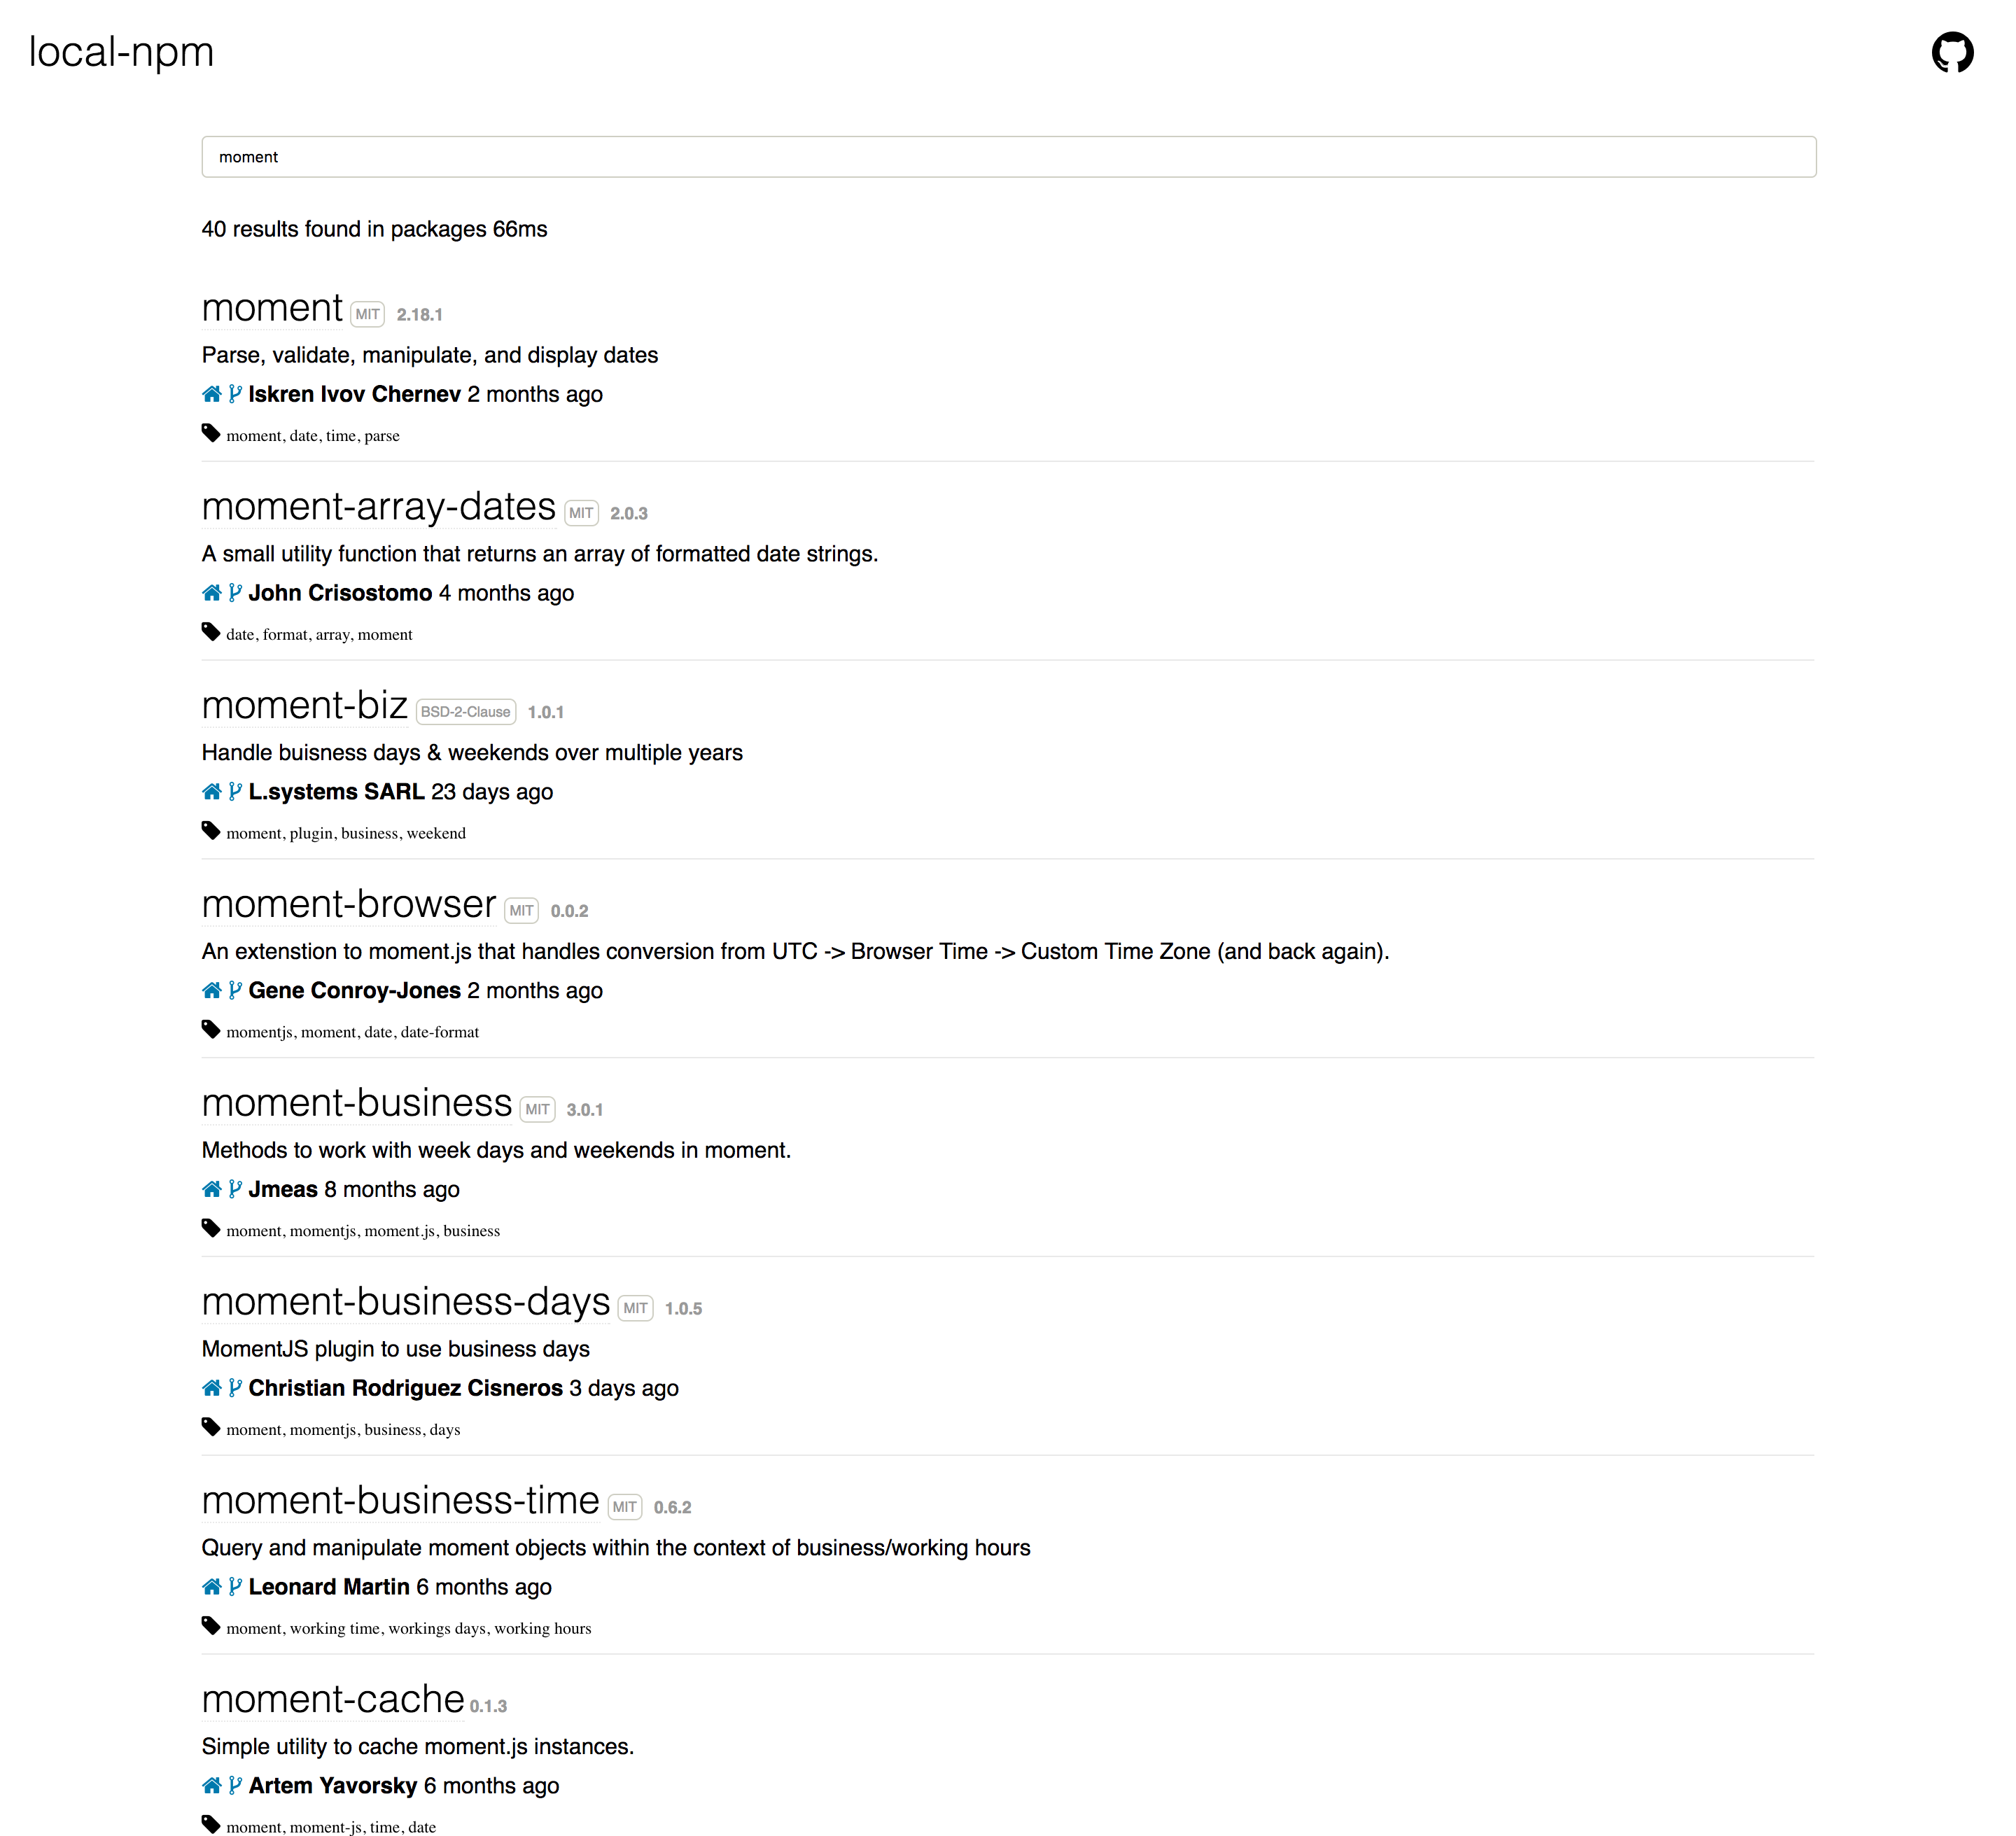 local-npm
moment
40 results found in packages 66ms
moment MIT 2.18.1
Parse, validate, manipulate, and display dates
Iskren Ivov Chernev 2 months ago
moment, date, time, parse
moment-array-dates MIT 2.0.3
A small utility function that returns an array of formatted date strings.
John Crisostomo 4 months ago
date, format, array, moment
moment-biz BSD-2-Clause 1.0.1
Handle buisness days & weekends over multiple years
L.systems SARL 23 days ago
moment, plugin, business, weekend
moment-browser MIT 0.0.2
An extenstion to moment.js that handles conversion from UTC -> Browser Time -> Custom Time Zone (and back again).
Gene Conroy-Jones 2 months ago
momentjs, moment, date, date-format
moment-business MIT 3.0.1
Methods to work with week days and weekends in moment.
Jmeas 8 months ago
moment, momentjs, moment.js, business
moment-business-days MIT 1.0.5
MomentJS plugin to use business days
Christian Rodriguez Cisneros 3 days ago
moment, momentjs, business, days
moment-business-time MIT 0.6.2
Query and manipulate moment objects within the context of business/working hours
Leonard Martin 6 months ago
moment, working time, workings days, working hours
moment-cache 0.1.3
Simple utility to cache moment.js instances.
Artem Yavorsky 6 months ago
moment, moment-js, time, date